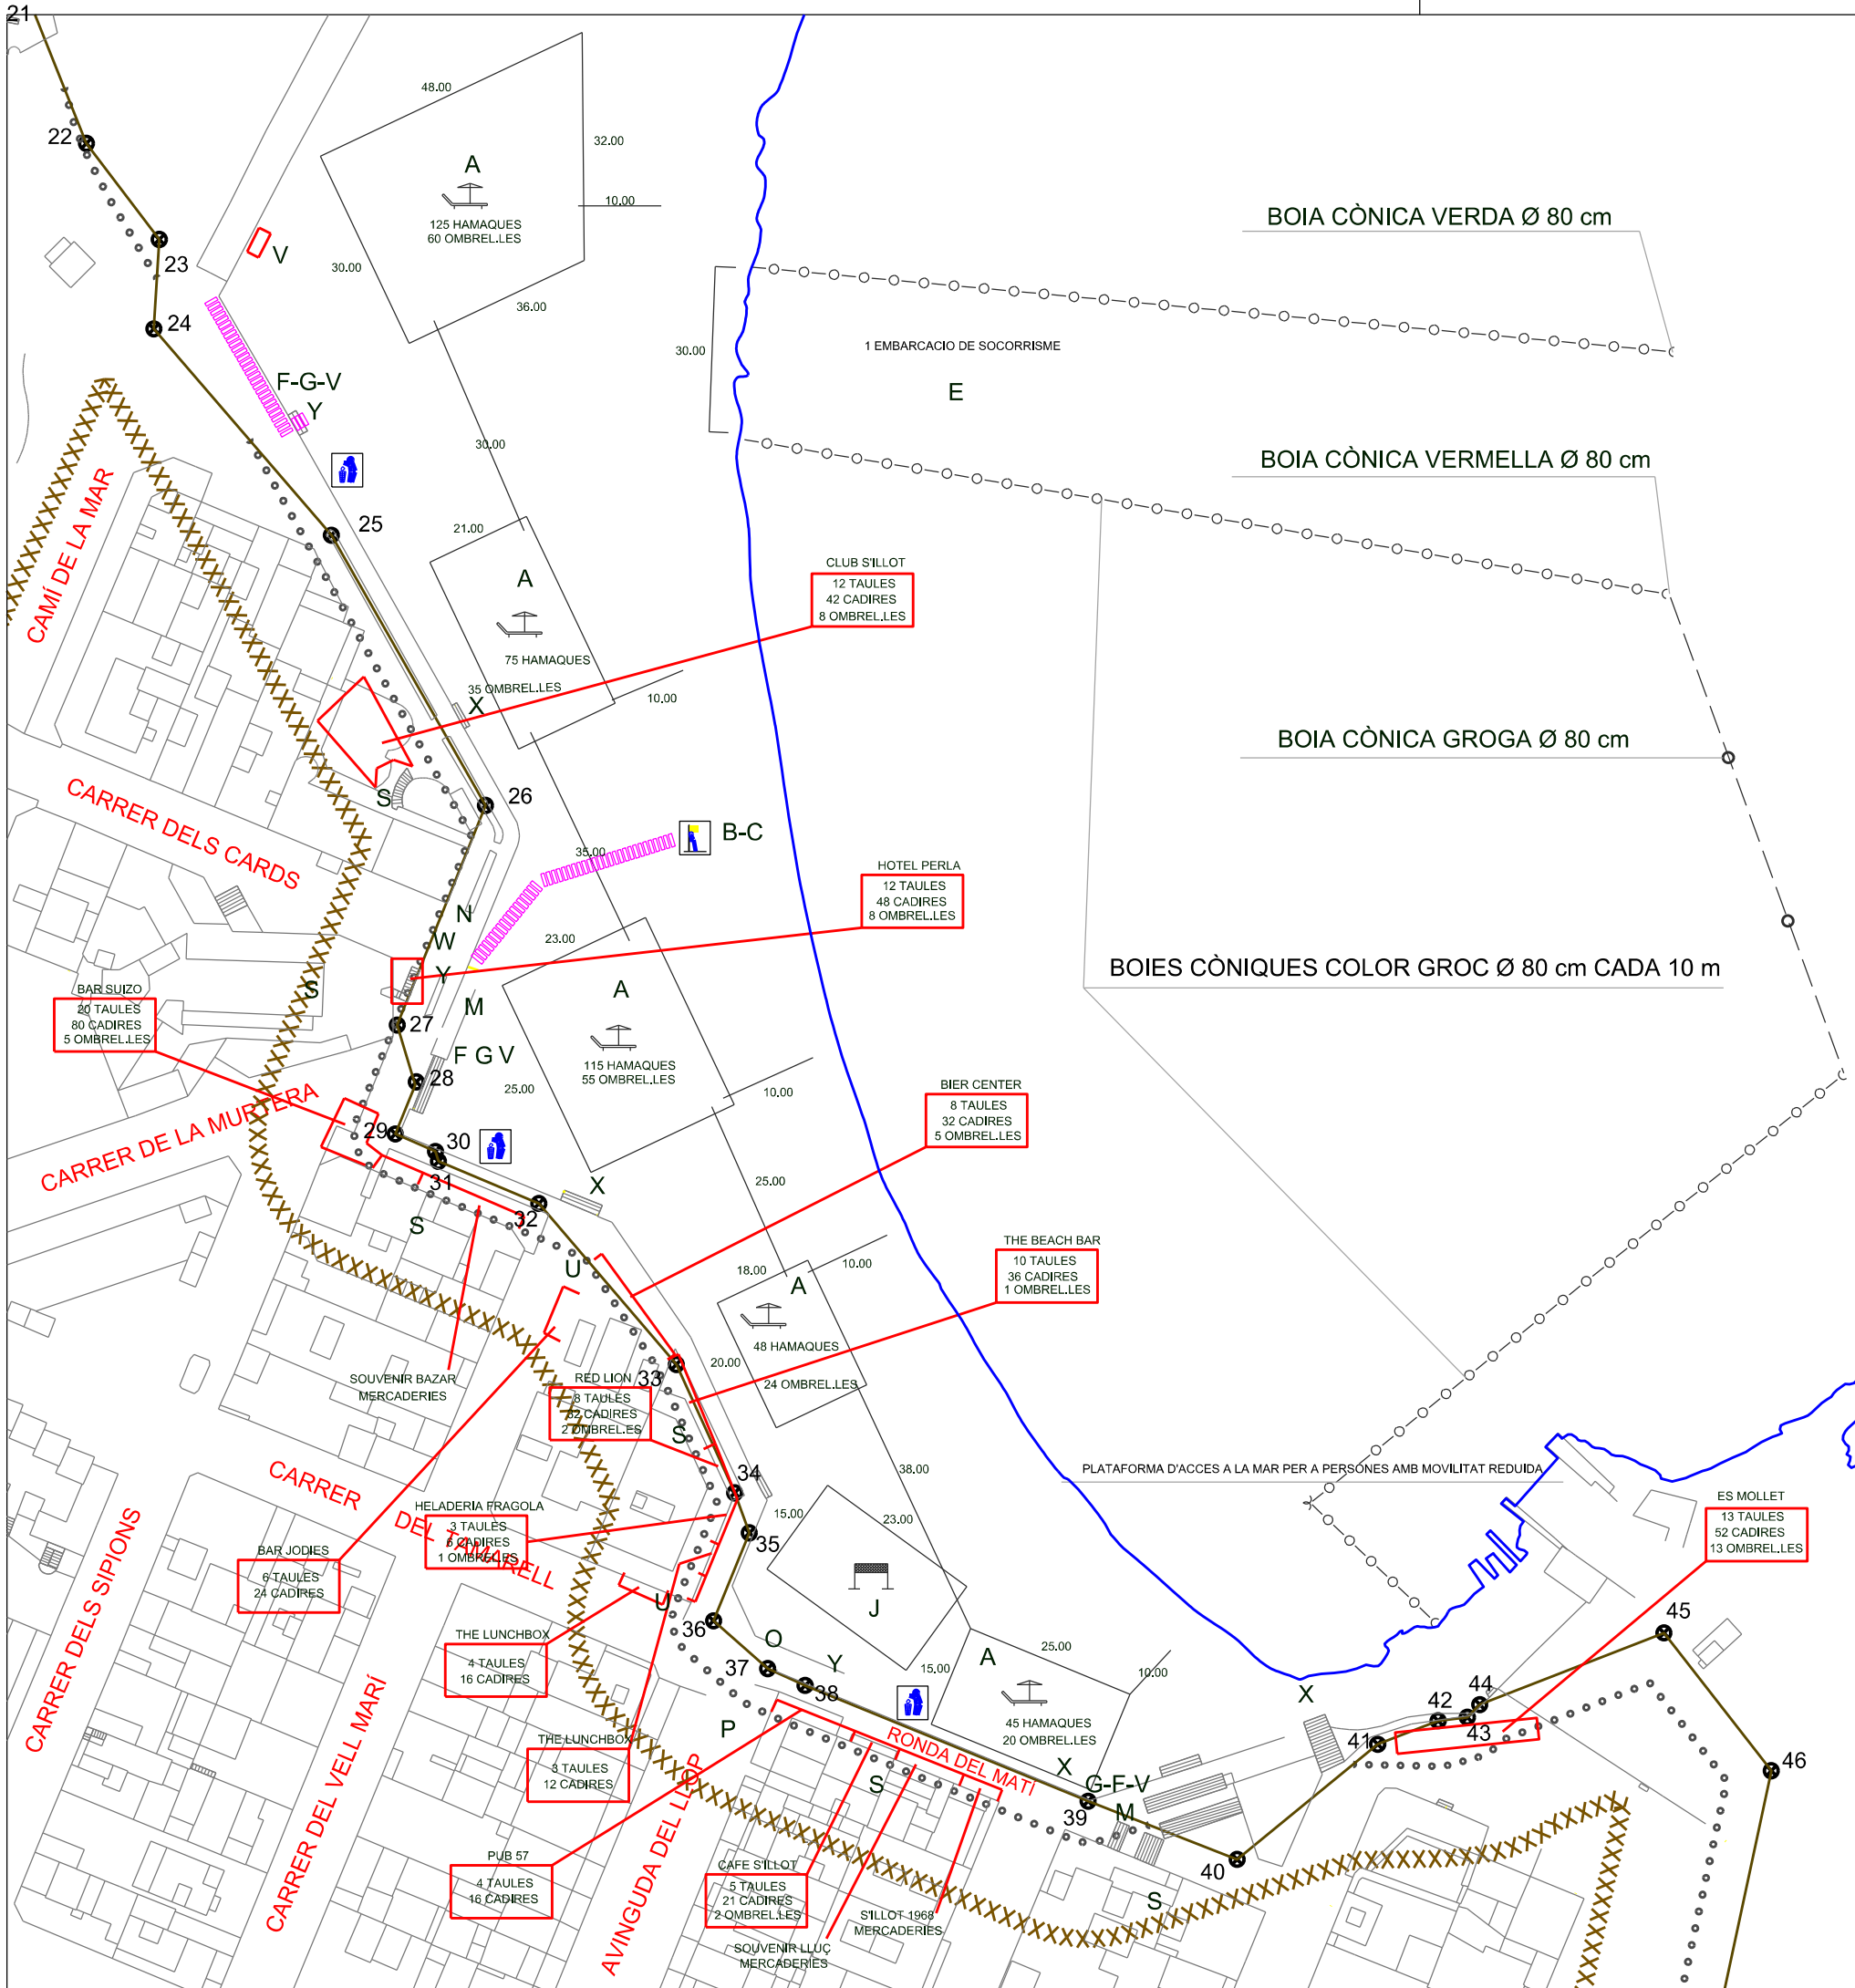 21
48.00
22
32.00
A
10.00
125 HAMAQUES
60 OMBREL.LES
BOIA CÒNICA VERDA Ø 80 cm
23
V
30.00
36.00
24
30.00
1 EMBARCACIO DE SOCORRISME
E
F-G-V
Y
30.00
BOIA CÒNICA VERMELLA Ø 80 cm
CAMÍ DE LA MAR
25
21.00
A
CLUB S'ILLOT
12 TAULES
42 CADIRES
8 OMBREL.LES
75 HAMAQUES
35 OMBREL.LES
10.00
X
BOIA CÒNICA GROGA Ø 80 cm
S
26
CARRER DELS CARDS
B-C
35.00
HOTEL PERLA
12 TAULES
48 CADIRES
8 OMBREL.LES
N
W
Y
M
23.00
A
BOIES CÒNIQUES COLOR GROC Ø 80 cm CADA 10 m
S
BAR SUIZO
20 TAULES
80 CADIRES
5 OMBREL.LES
27
F G V
28
25.00
115 HAMAQUES
55 OMBREL.LES
10.00
BIER CENTER
8 TAULES
32 CADIRES
5 OMBREL.LES
CARRER DE LA MURTERA
29
30
31
X
25.00
32
S
U
THE BEACH BAR
10 TAULES
36 CADIRES
1 OMBREL.LES
18.00
10.00
A
48 HAMAQUES
24 OMBREL.LES
20.00
33
SOUVENIR BAZAR
MERCADERIES
RED LION
8 TAULES
32 CADIRES
2 OMBREL.ES
S
34
38.00
PLATAFORMA D'ACCES A LA MAR PER A PERSONES AMB MOVILITAT REDUIDA
CARRER
DEL TAMARELL
HELADERIA FRAGOLA
3 TAULES
6 CADIRES
1 OMBREL.ES
15.00
23.00
35
J
ES MOLLET
13 TAULES
52 CADIRES
13 OMBREL.LES
BAR JODIES
6 TAULES
24 CADIRES
CARRER DELS SIPIONS
U
36
THE LUNCHBOX
4 TAULES
16 CADIRES
O
37
Y
38
15.00
A
25.00
10.00
45 HAMAQUES
20 OMBREL.LES
45
X
44
42
43
41
P
CARRER DEL VELL MARÍ
THE LUNCHBOX
3 TAULES
12 CADIRES
RONDA DEL MATÍ
S
X
G-F-V
39
M
46
AVINGUDA DEL LLOP
PUB 57
4 TAULES
16 CADIRES
CAFE S'ILLOT
5 TAULES
21 CADIRES
2 OMBREL.LES
40
S
S'ILLOT 1968
MERCADERIES
SOUVENIR LLUÇ
MERCADERIES